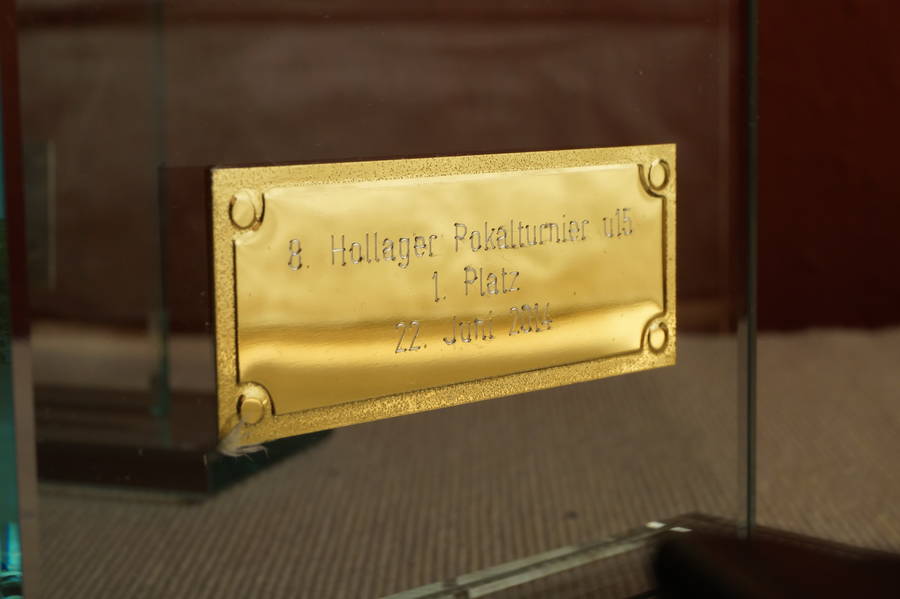 8. Hollager Pokalturnier u15
1. Platz
22. Juni 2014